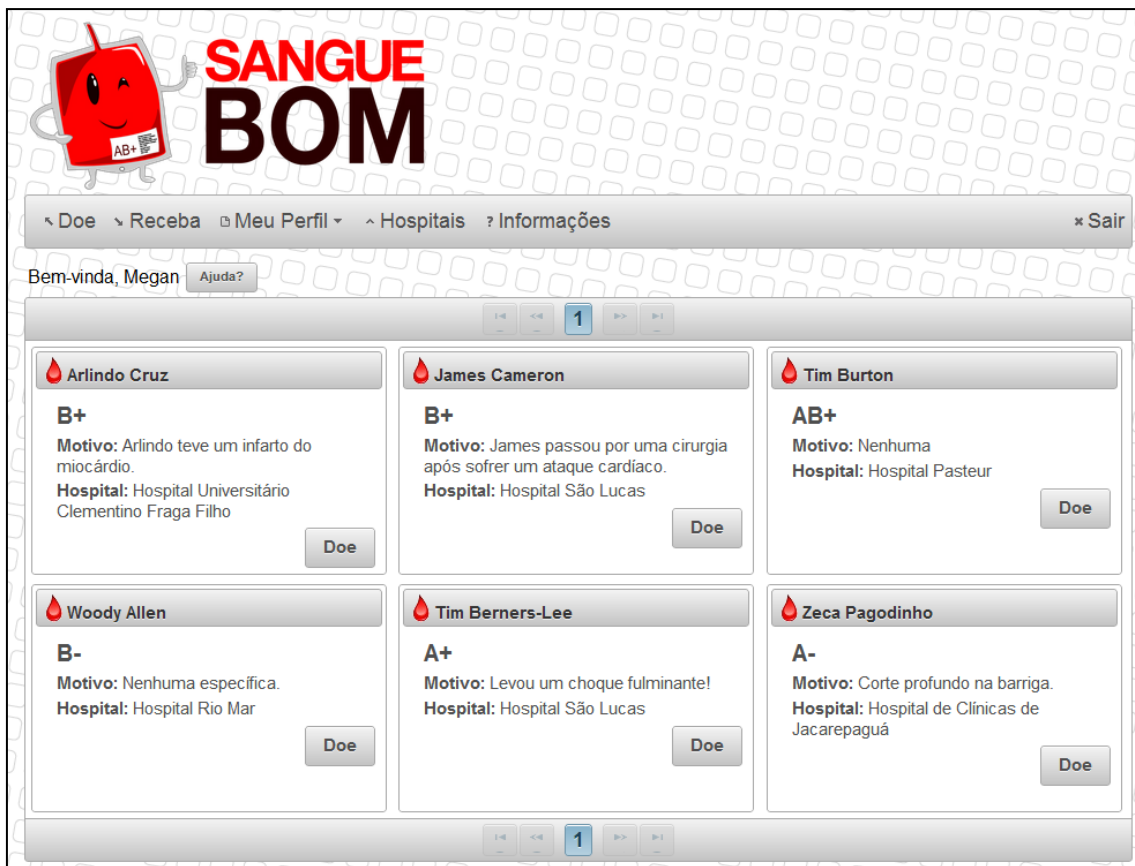 SANGUE
BOM
AB+
Doe Receba Meu Perfil Hospitais ? Informações Sair
Bem-vinda, Megan Ajuda?
1
Arlindo Cruz
B+
Motivo: Arlindo teve um infarto do
miocárdio.
Hospital: Hospital Universitário
Clementino Fraga Filho
Doe
James Cameron
B+
Motivo: James passou por uma cirurgia
após sofrer um ataque cardíaco.
Hospital: Hospital São Lucas
Doe
Tim Burton
AB+
Motivo: Nenhuma
Hospital: Hospital Pasteur
Doe
Woody Allen
B-
Motivo: Nenhuma específica.
Hospital: Hospital Rio Mar
Doe
Tim Berners-Lee
A+
Motivo: Levou um choque fulminante!
Hospital: Hospital São Lucas
Doe
Zeca Pagodinho
A-
Motivo: Corte profundo na barriga.
Hospital: Hospital de Clínicas de
Jacarepaguá
Doe
1